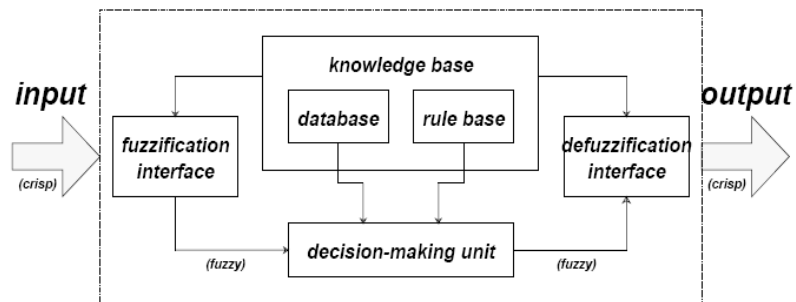 knowledge base
input
output
database
rule base
fuzzification
interface
defuzzification
interface
(crisp)
(crisp)
decision-making unit
(fuzzy)
(fuzzy)